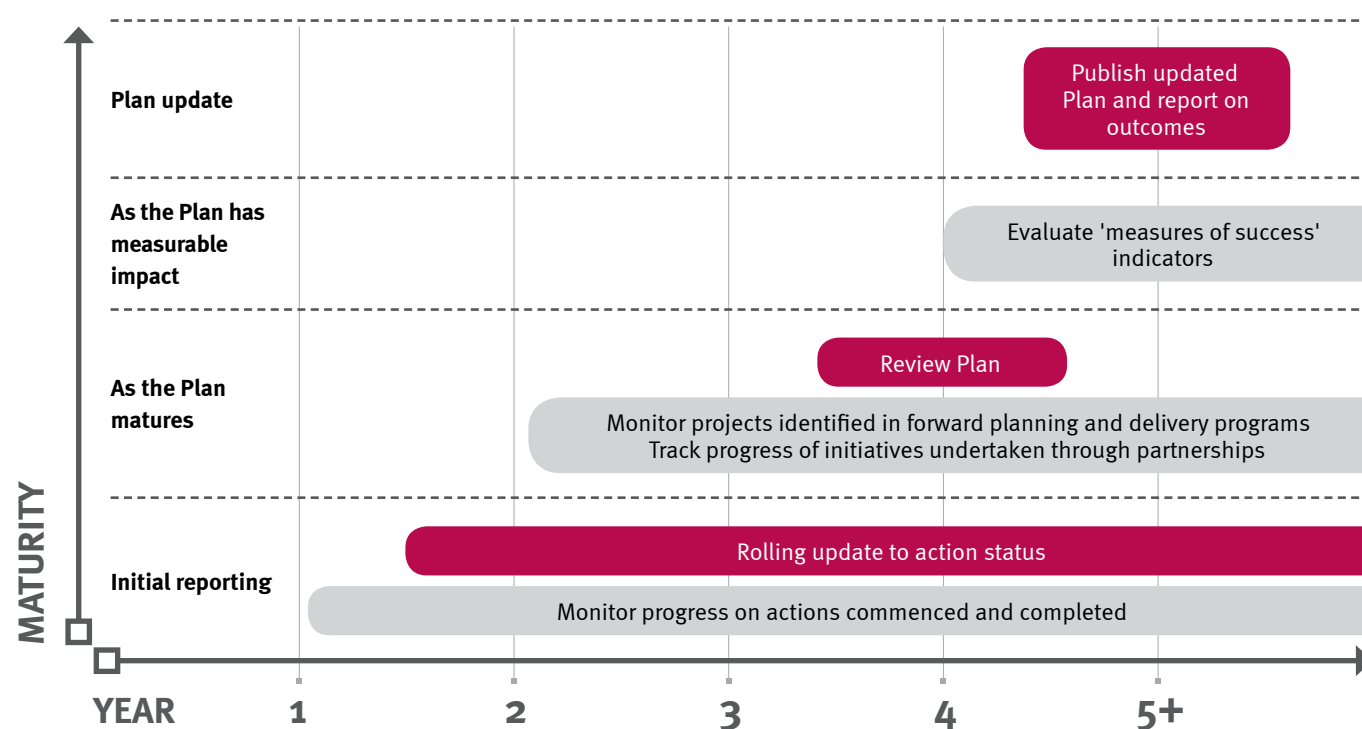 Plan update
Publish updated
Plan and report on
outcomes
As the Plan has
measurable
impact
Evaluate 'measures of success'
indicators
As the Plan
matures
Review Plan
Monitor projects identified in forward planning and delivery programs
Track progress of initiatives undertaken through partnerships
Initial reporting
Rolling update to action status
Monitor progress on actions commenced and completed
MATURITY
YEAR 1 2 3 4 5+